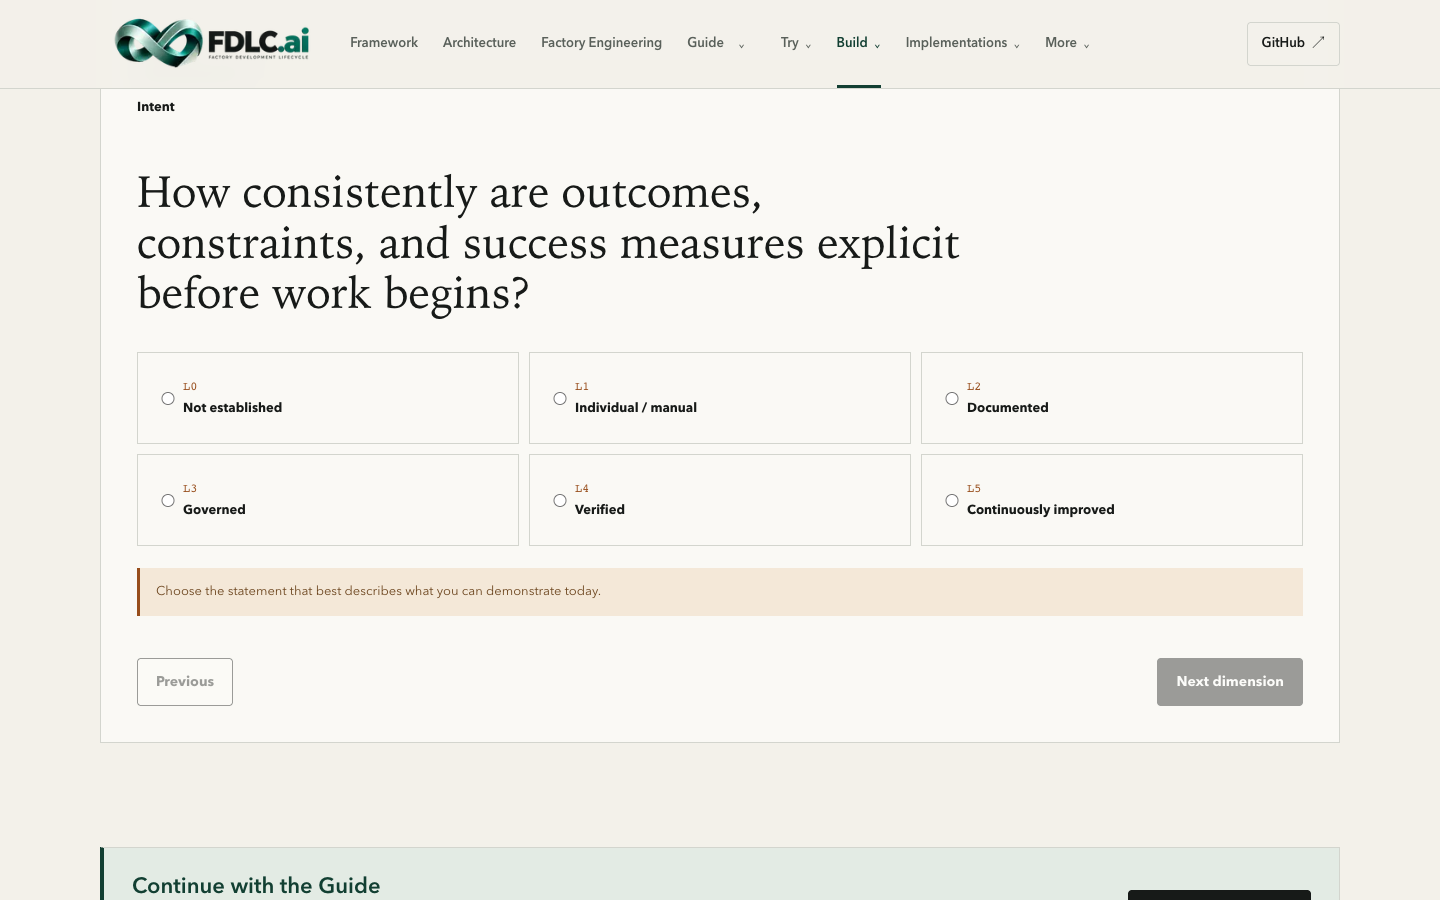 FDLC.ai
FACTORY DEVELOPMENT LIFECYCLE
Framework
Architecture
Factory Engineering
Guide
Try
Build
Implementations
More
GitHub ↗
Intent
How consistently are outcomes,
constraints, and success measures explicit
before work begins?
L0
Not established
L1
Individual / manual
L2
Documented
L3
Governed
L4
Verified
L5
Continuously improved
Choose the statement that best describes what you can demonstrate today.
Previous
Next dimension
Continue with the Guide